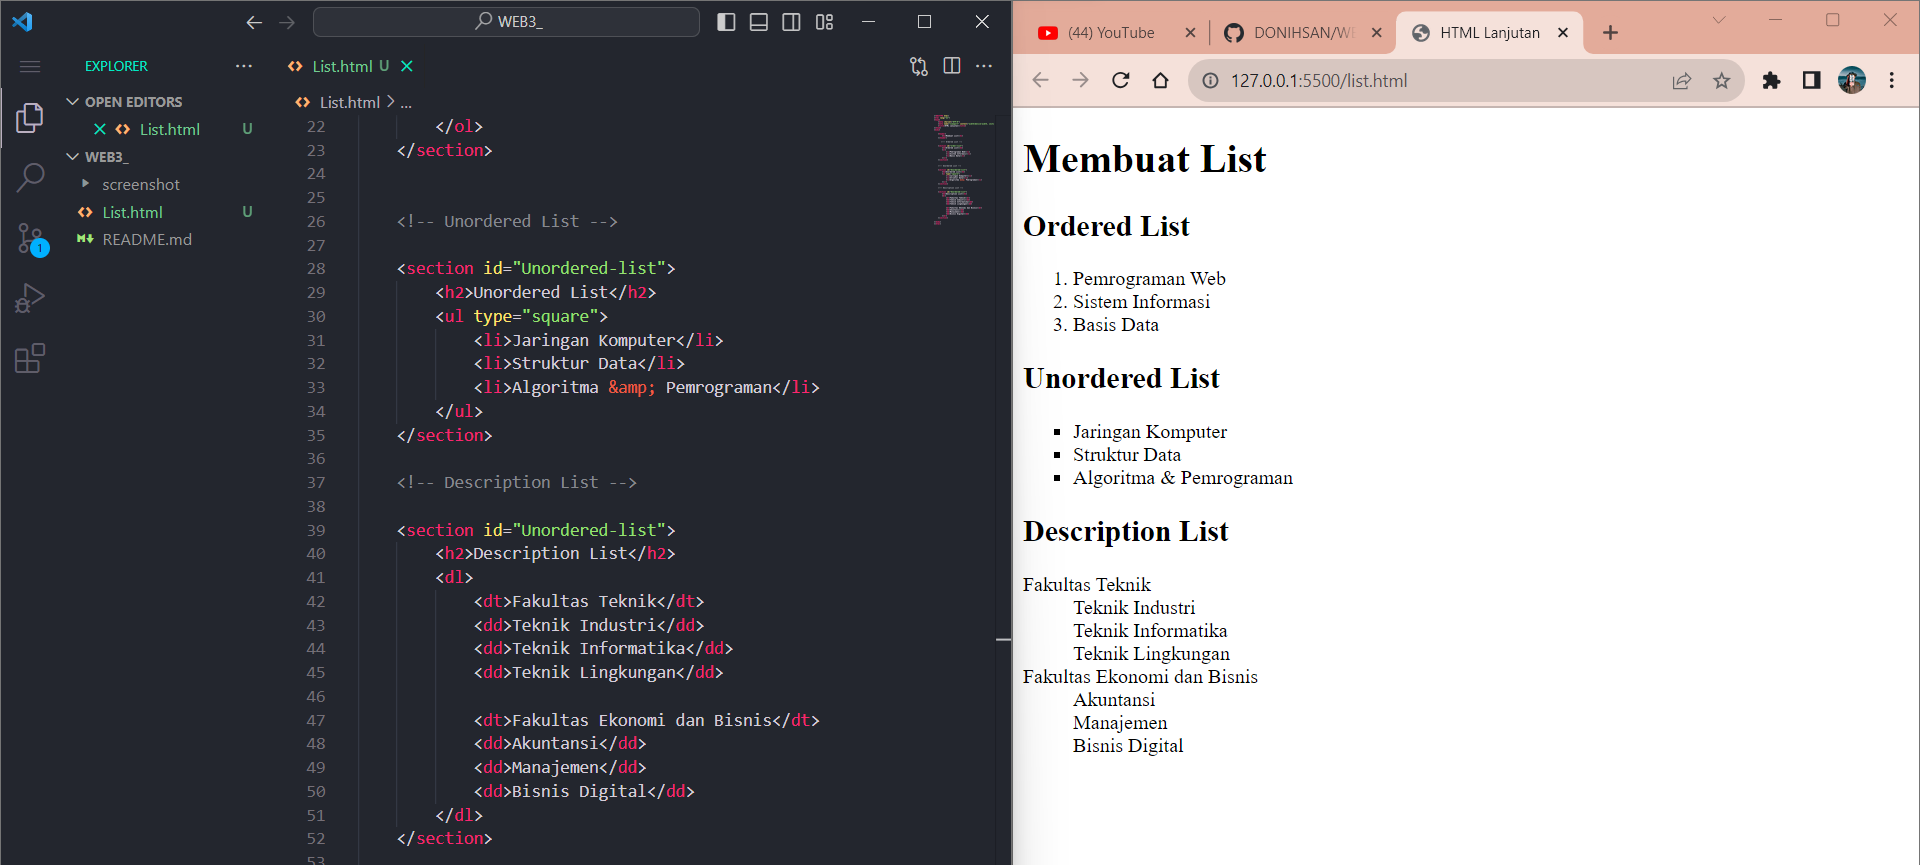 WEB3_
EXPLORER
OPEN EDITORS
List.html U
WEB3_
screenshot
List.html U
README.md
1
List.html U
List.html > ...
22 </ol>
23 </section>
24
25
26 <!-- Unordered List -->
27
28 <section id="Unordered-list">
29 <h2>Unordered List</h2>
30 <ul type="square">
31 <li>Jaringan Komputer</li>
32 <li>Struktur Data</li>
33 <li>Algoritma &amp; Pemrograman</li>
34 </ul>
35 </section>
36
37 <!-- Description List -->
38
39 <section id="Unordered-list">
40 <h2>Description List</h2>
41 <dl>
42 <dt>Fakultas Teknik</dt>
43 <dd>Teknik Industri</dd>
44 <dd>Teknik Informatika</dd>
45 <dd>Teknik Lingkungan</dd>
46
47 <dt>Fakultas Ekonomi dan Bisnis</dt>
48 <dd>Akuntansi</dd>
49 <dd>Manajemen</dd>
50 <dd>Bisnis Digital</dd>
51 </dl>
52 </section>
53
(44) YouTube
DONIHSAN/WE
HTML Lanjutan
127.0.0.1:5500/list.html
Membuat List
Ordered List
1. Pemrograman Web
2. Sistem Informasi
3. Basis Data
Unordered List
Jaringan Komputer
Struktur Data
Algoritma & Pemrograman
Description List
Fakultas Teknik
Teknik Industri
Teknik Informatika
Teknik Lingkungan
Fakultas Ekonomi dan Bisnis
Akuntansi
Manajemen
Bisnis Digital